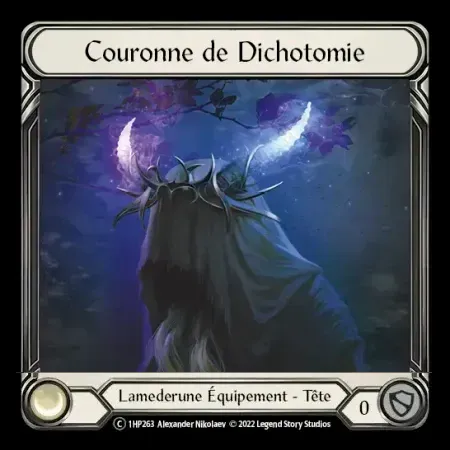 Couronne de Dichotomie
Lamederune Équipement - Tête
0
C 1HP263 Alexander Nikolaev © 2022 Legend Story Studios